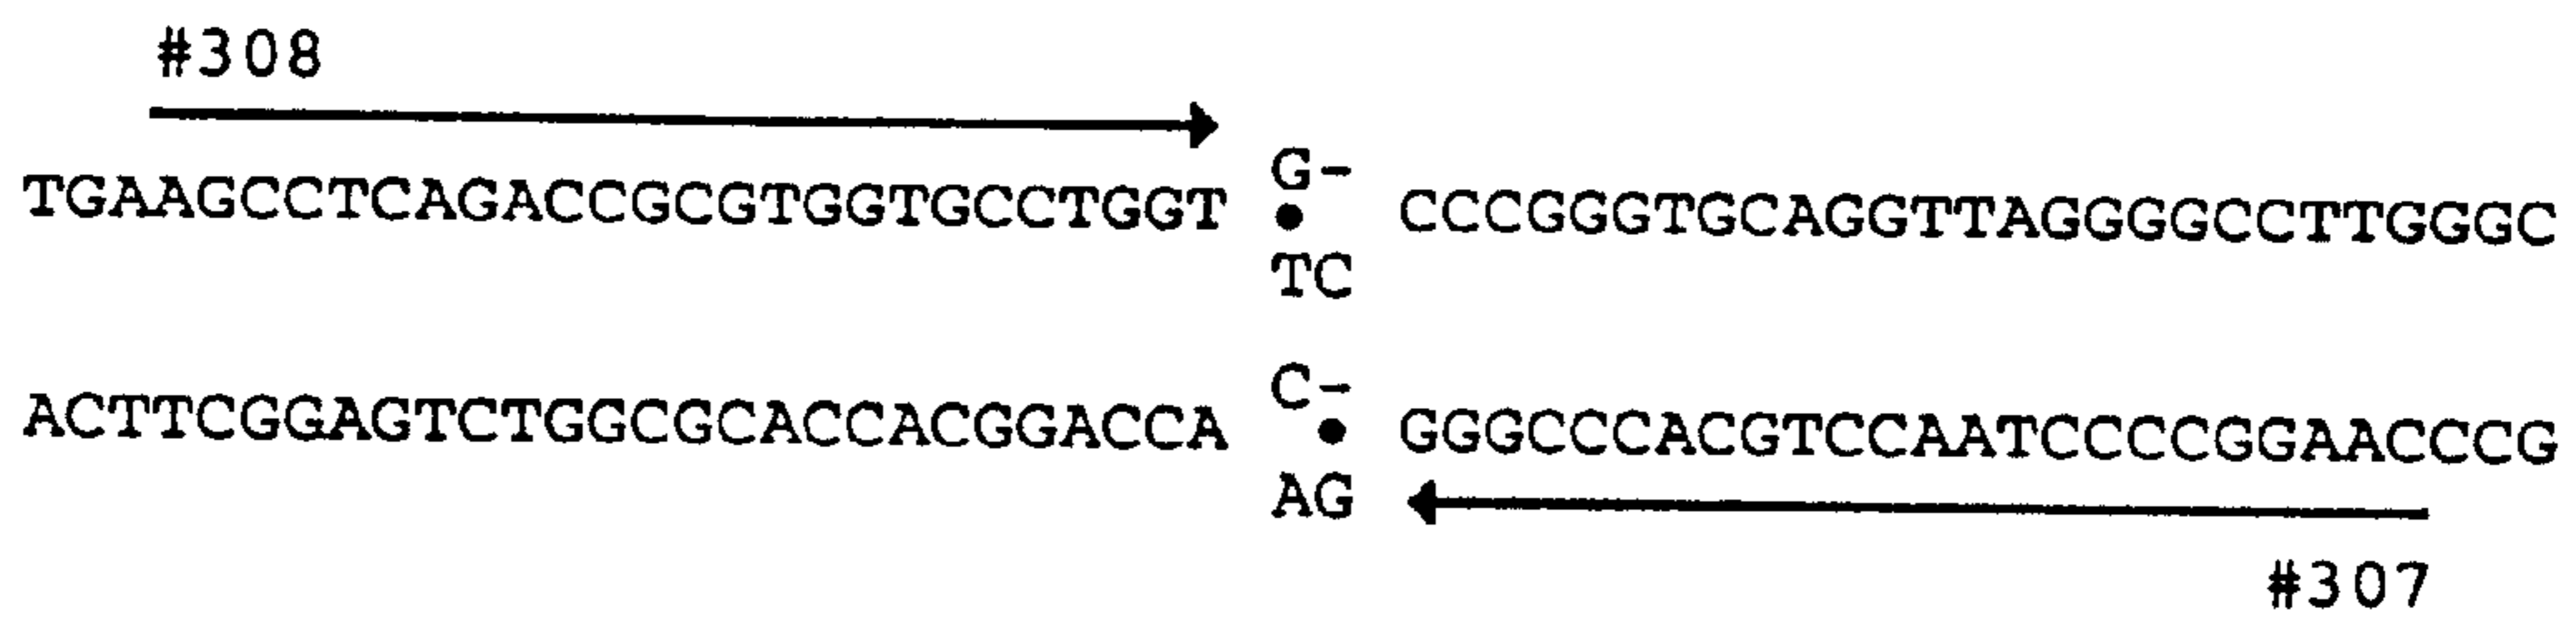 #308
G-
TGAAGCCTCAGACCGCGTGGTGCCTGGT • CCCGGGTGCAGGTTAGGGGCCTTGGGC
TC
C-
ACTTCGGAGTCTGGCGCACCACGGACCA • GGGCCCACGTCCAATCCCCGGAACCCG
AG
#307